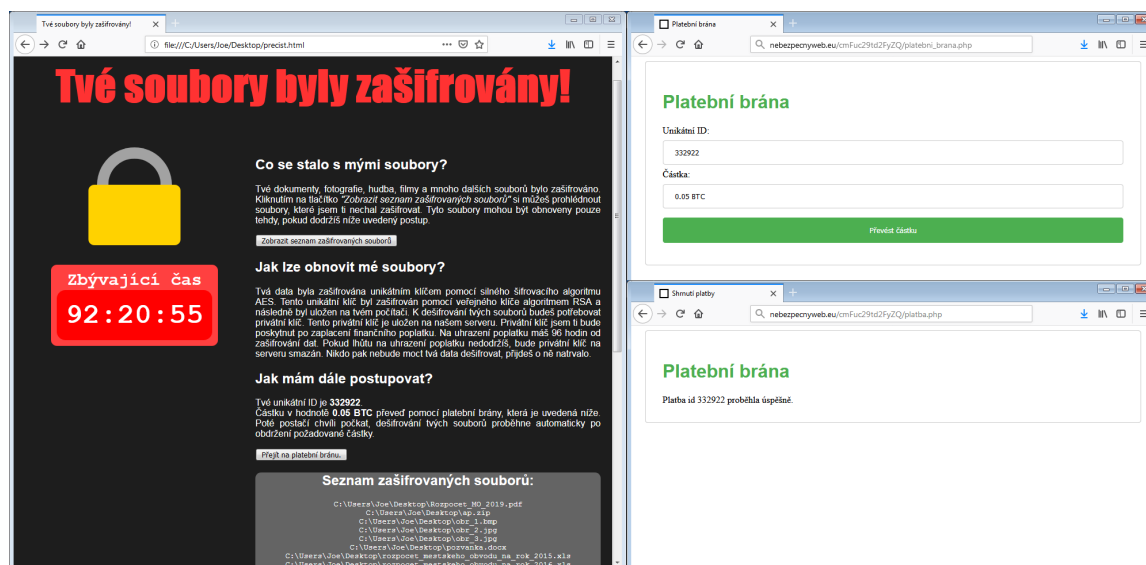 Tvé soubory byly zašifrovány!
file:///C:/Users/Joe/Desktop/precist.html
Tvé soubory byly zašifrovány!
Zbývající čas
92:20:55
Co se stalo s mými soubory?
Tvé dokumenty, fotografie, hudba, filmy a mnoho dalších souborů bylo zašifrováno.
Kliknutím na tlačítko "Zobrazit seznam zašifrovaných souborů" si můžeš prohlédnout
soubory, které jsem ti nechal zašifrovat. Tyto soubory mohou být obnoveny pouze
tehdy, pokud dodržíš níže uvedený postup.
Zobrazit seznam zašifrovaných souborů
Jak lze obnovit mé soubory?
Tvá data byla zašifrována unikátním klíčem pomocí silného šifrovacího algoritmu
AES. Tento unikátní klíč byl zašifrován pomocí veřejného klíče algoritmem RSA a
následně byl uložen na tvém počítači. K dešifrování tvých souborů budeš potřebovat
privátní klíč. Tento privátní klíč je uložen na našem serveru. Privátní klíč jsem ti bude
poskytnut po zaplacení finančního poplatku. Na uhrazení poplatku máš 96 hodin od
zašifrování dat. Pokud lhůtu na uhrazení poplatku nedodržíš, bude privátní klíč na
serveru smazán. Nikdo pak nebude moct tvá data dešifrovat, přijdeš o ně natrvalo.
Jak mám dále postupovat?
Tvé unikátní ID je 332922.
Částku v hodnotě 0.05 BTC převeď pomocí platební brány, která je uvedená níže.
Poté postačí chvíli počkat, dešifrování tvých souborů proběhne automaticky po
obdržení požadované částky.
Přejít na platební bránu.
Seznam zašifrovaných souborů:
C:\Users\Joe\Desktop\Rozpocet_MO_2019.pdf
C:\Users\Joe\Desktop\ap.zip
C:\Users\Joe\Desktop\obr_1.bmp
C:\Users\Joe\Desktop\obr_2.jpg
C:\Users\Joe\Desktop\obr_3.jpg
C:\Users\Joe\Desktop\pozvanka.docx
C:\Users\Joe\Desktop\rozpocet_mestskeho_obvodu_na_rok_2015.xls
C:\Users\Joe\Desktop\rozpocet_mestskeho_obvodu_na_rok_2016.xls
Platební brána
nebezpecnyweb.eu/cmFuc29td2FyZQ/platebni_brana.php
Platební brána
Unikátní ID:
332922
Částka:
0.05 BTC
Převést částku
Shrnutí platby
nebezpecnyweb.eu/cmFuc29td2FyZQ/platba.php
Platební brána
Platba id 332922 proběhla úspěšně.